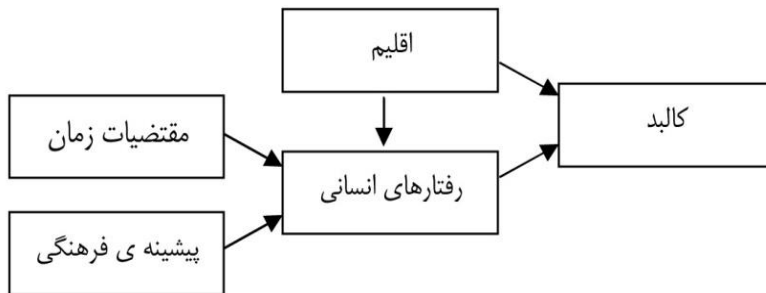 اقلیم
کالبد
مقتضیات زمان
رفتارهای انسانی
پیشینه ی فرهنگی